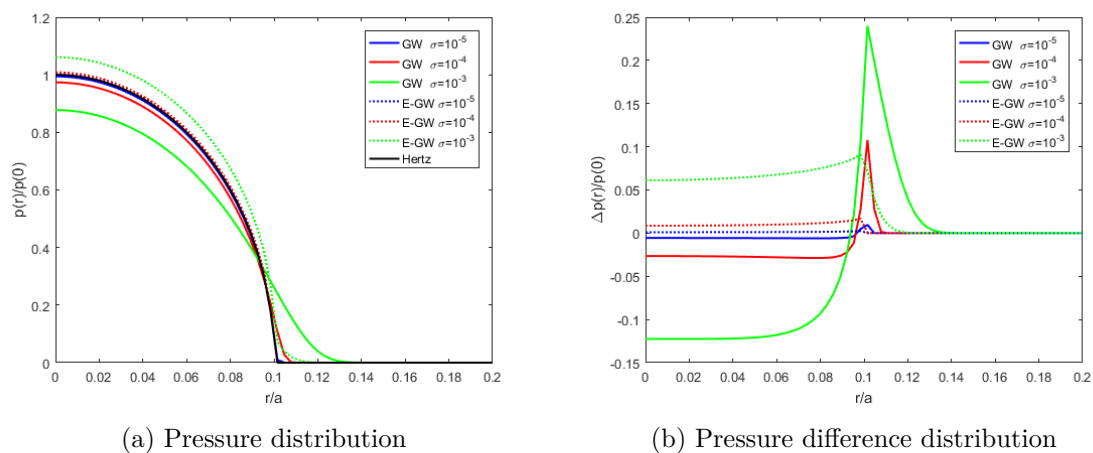 1.2
1
0.8
0.6
0.4
0.2
0
p(r)/p(0)
GW σ=10^-5
GW σ=10^-4
GW σ=10^-3
E-GW σ=10^-5
E-GW σ=10^-4
E-GW σ=10^-3
Hertz
0 0.02 0.04 0.06 0.08 0.1 0.12 0.14 0.16 0.18 0.2
r/a
(a) Pressure distribution
0.25
0.2
0.15
0.1
0.05
0
-0.05
-0.1
-0.15
Δp(r)/p(0)
GW σ=10^-5
GW σ=10^-4
GW σ=10^-3
E-GW σ=10^-5
E-GW σ=10^-4
E-GW σ=10^-3
0 0.02 0.04 0.06 0.08 0.1 0.12 0.14 0.16 0.18 0.2
r/a
(b) Pressure difference distribution